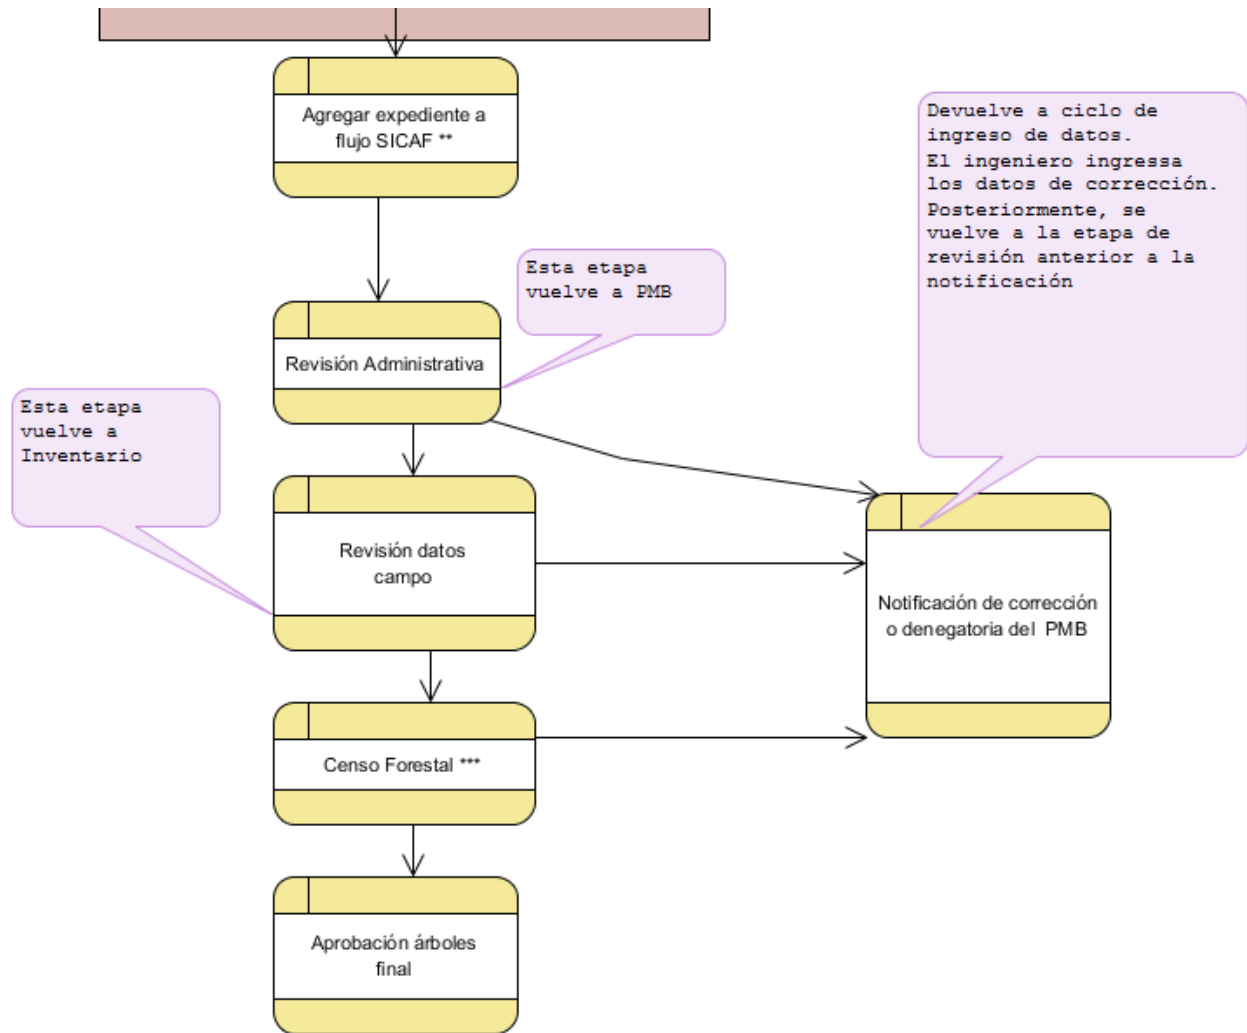 Agregar expediente a
flujo SICAF **
Devuelve a ciclo de
ingreso de datos.
El ingeniero ingressa
los datos de corrección.
Posteriormente, se
vuelve a la etapa de
revisión anterior a la
notificación
Esta etapa
vuelve a PMB
Revisión Administrativa
Esta etapa
vuelve a
Inventario
Revisión datos
campo
Notificación de corrección
o denegatoria del PMB
Censo Forestal ***
Aprobación árboles
final